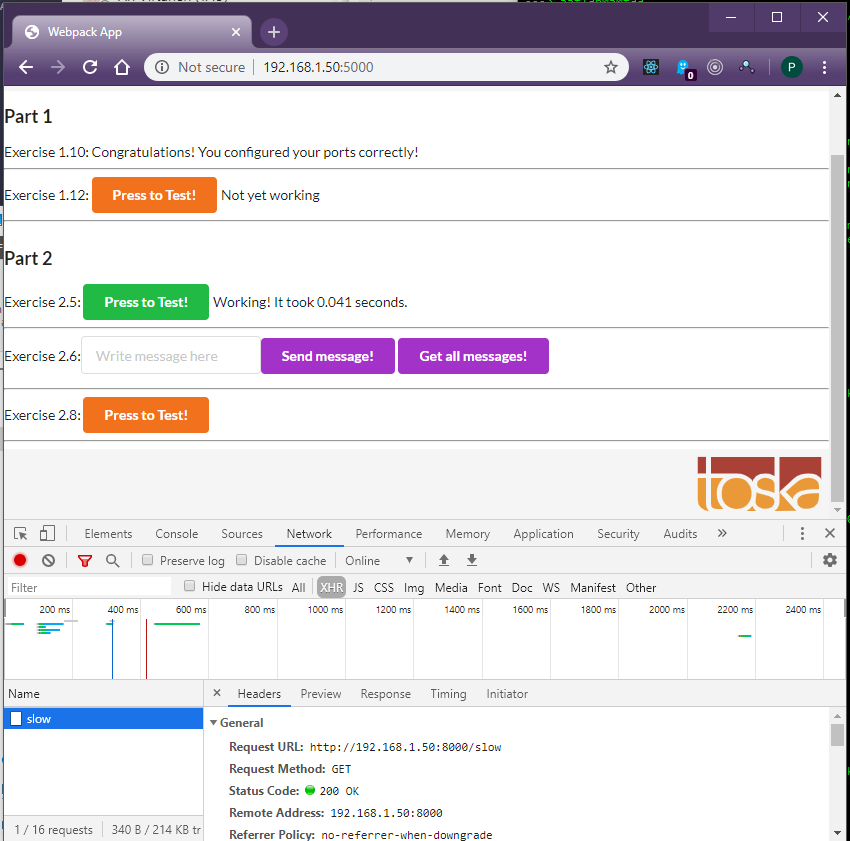 Webpack App
Not secure 192.168.1.50:5000 0 P
Part 1
Exercise 1.10: Congratulations! You configured your ports correctly!
Exercise 1.12: Press to Test! Not yet working
Part 2
Exercise 2.5: Press to Test! Working! It took 0.041 seconds.
Exercise 2.6: Write message here Send message! Get all messages!
Exercise 2.8: Press to Test!
toska
Elements Console Sources Network Performance Memory Application Security Audits »
Preserve log Disable cache Online
Filter Hide data URLs All XHR JS CSS Img Media Font Doc WS Manifest Other
200 ms 400 ms 600 ms 800 ms 1000 ms 1200 ms 1400 ms 1600 ms 1800 ms 2000 ms 2200 ms 2400 ms
Name × Headers Preview Response Timing Initiator
slow
General
Request URL: http://192.168.1.50:8000/slow
Request Method: GET
Status Code: 200 OK
Remote Address: 192.168.1.50:8000
Referrer Policy: no-referrer-when-downgrade
1 / 16 requests 340 B / 214 KB tr